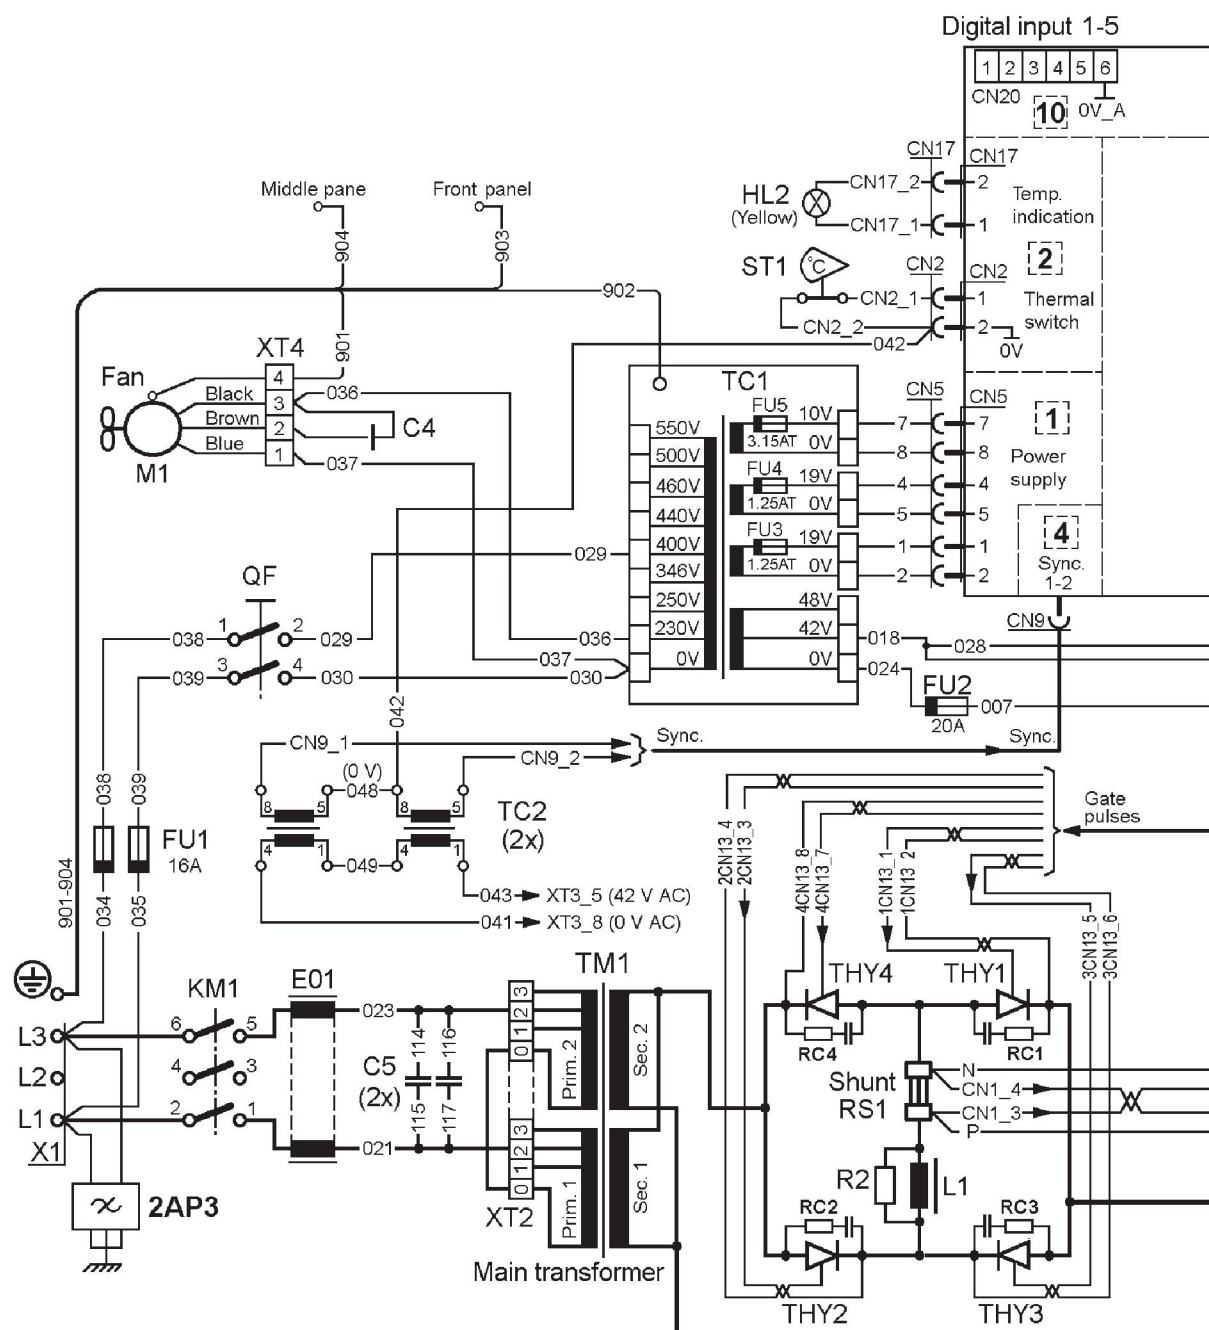 Digital input 1-5
1 2 3 4 5 6
CN20
10
0V_A
Middle pane
Front panel
904
903
902
901
HL2
(Yellow)
CN17_2
CN17_1
CN17
CN17
2
1
Temp.
indication
2
ST1
°C
CN2
CN2
CN2_1
1
CN2_2
2
042
0V
Thermal
switch
Fan
XT4
4
3
2
1
Black
Brown
Blue
M1
036
037
C4
TC1
550V
500V
460V
440V
400V
346V
250V
230V
0V
FU5
3.15AT
10V
0V
FU4
1.25AT
19V
0V
FU3
1.25AT
19V
0V
48V
42V
0V
CN5
CN5
7 7
8 8
4 4
5 5
1 1
2 2
1
Power
supply
4
Sync.
1-2
CN9
QF
038
1
2
029
029
036
039
3
4
030
037
030
018
028
024
FU2
20A
007
042
CN9_1
CN9_2
Sync.
Sync.
(0 V)
048
8
5
8
5
4
1
4
1
049
TC2
(2x)
043
XT3_5 (42 V AC)
041
XT3_8 (0 V AC)
038
039
FU1
16A
901-904
034
035
Gate
pulses
2CN13_4
2CN13_3
4CN13_8
4CN13_7
1CN13_1
1CN13_2
3CN13_5
3CN13_6
L3
L2
L1
X1
KM1
6
5
4
3
2
1
E01
023
021
C5
(2x)
114
115
116
117
2AP3
TM1
3
2
1
0
3
2
1
0
XT2
Prim. 2
Prim. 1
Sec. 2
Sec. 1
Main transformer
THY4
THY1
RC4
RC1
Shunt
RS1
N
CN1_4
CN1_3
P
R2
L1
RC2
RC3
THY2
THY3